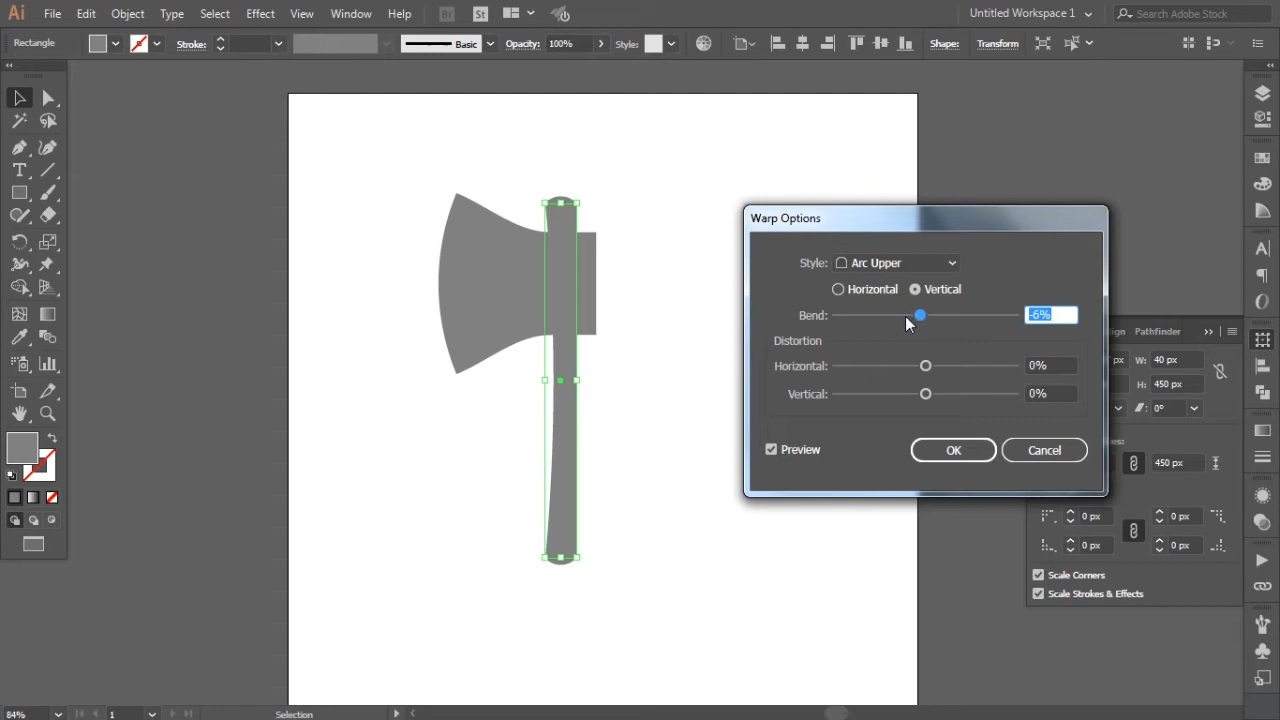 Ai File Edit Object Type Select Effect View Window Help Br St Untitled Workspace 1 Search Adobe Stock
Rectangle Stroke: Basic Opacity: 100% Style: Shape: Transform
Warp Options
Style: Arc Upper
Horizontal Vertical
Bend: -6%
Distortion
Horizontal: 0%
Vertical: 0%
Preview OK Cancel
Pathfinder
px W: 40 px
H: 450 px
0°
450 px
0 px 0 px
0 px 0 px
Scale Corners
Scale Strokes & Effects
84% 1 Selection